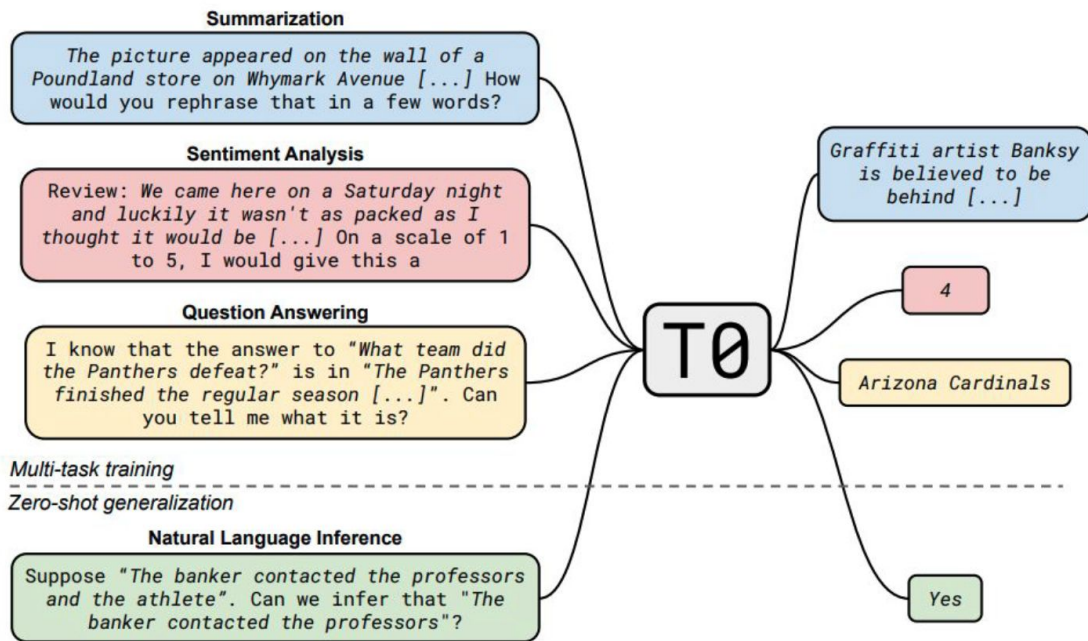 Summarization
The picture appeared on the wall of a
Poundland store on Whymark Avenue [...] How
would you rephrase that in a few words?
Sentiment Analysis
Review: We came here on a Saturday night
and luckily it wasn't as packed as I
thought it would be [...] On a scale of 1
to 5, I would give this a
Question Answering
I know that the answer to “What team did
the Panthers defeat?” is in “The Panthers
finished the regular season [...]”. Can
you tell me what it is?
Multi-task training
Zero-shot generalization
Natural Language Inference
Suppose “The banker contacted the professors
and the athlete”. Can we infer that "The
banker contacted the professors"?
T0
Graffiti artist Banksy
is believed to be
behind [...]
4
Arizona Cardinals
Yes